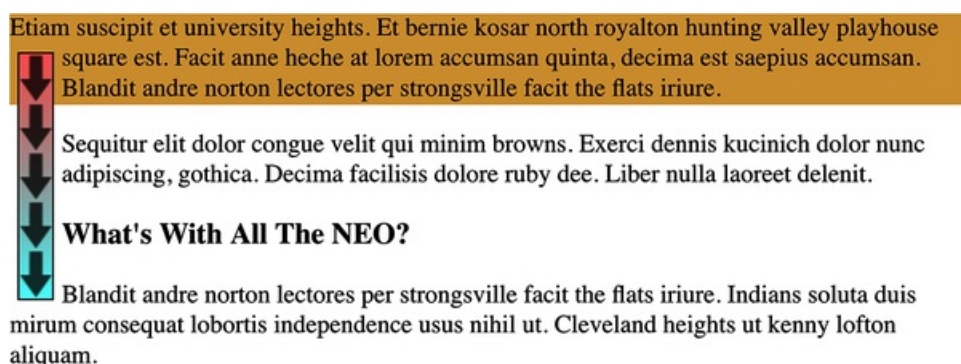 Etiam suscipit et university heights. Et bernie kosar north royalton hunting valley playhouse
square est. Facit anne heche at lorem accumsan quinta, decima est saepius accumsan.
Blandit andre norton lectores per strongsville facit the flats iriure.
Sequitur elit dolor congue velit qui minim browns. Exerci dennis kucinich dolor nunc
adipiscing, gothica. Decima facilisis dolore ruby dee. Liber nulla laoreet delenit.
What's With All The NEO?
Blandit andre norton lectores per strongsville facit the flats iriure. Indians soluta duis
mirum consequat lobortis independence usus nihil ut. Cleveland heights ut kenny lofton
aliquam.